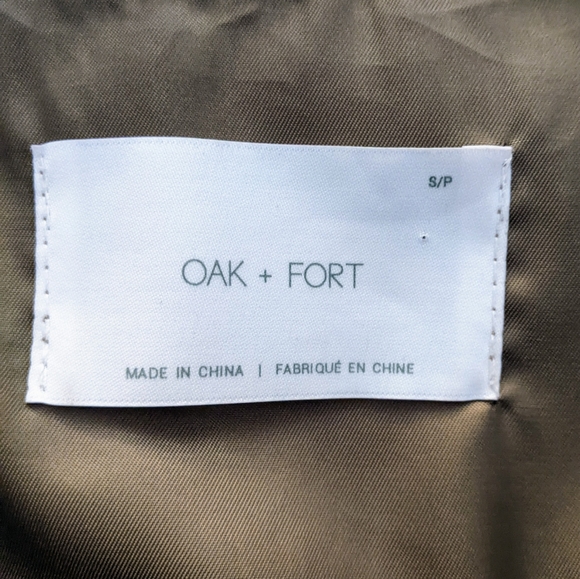 S/P
OAK + FORT
MADE IN CHINA | FABRIQUÉ EN CHINE